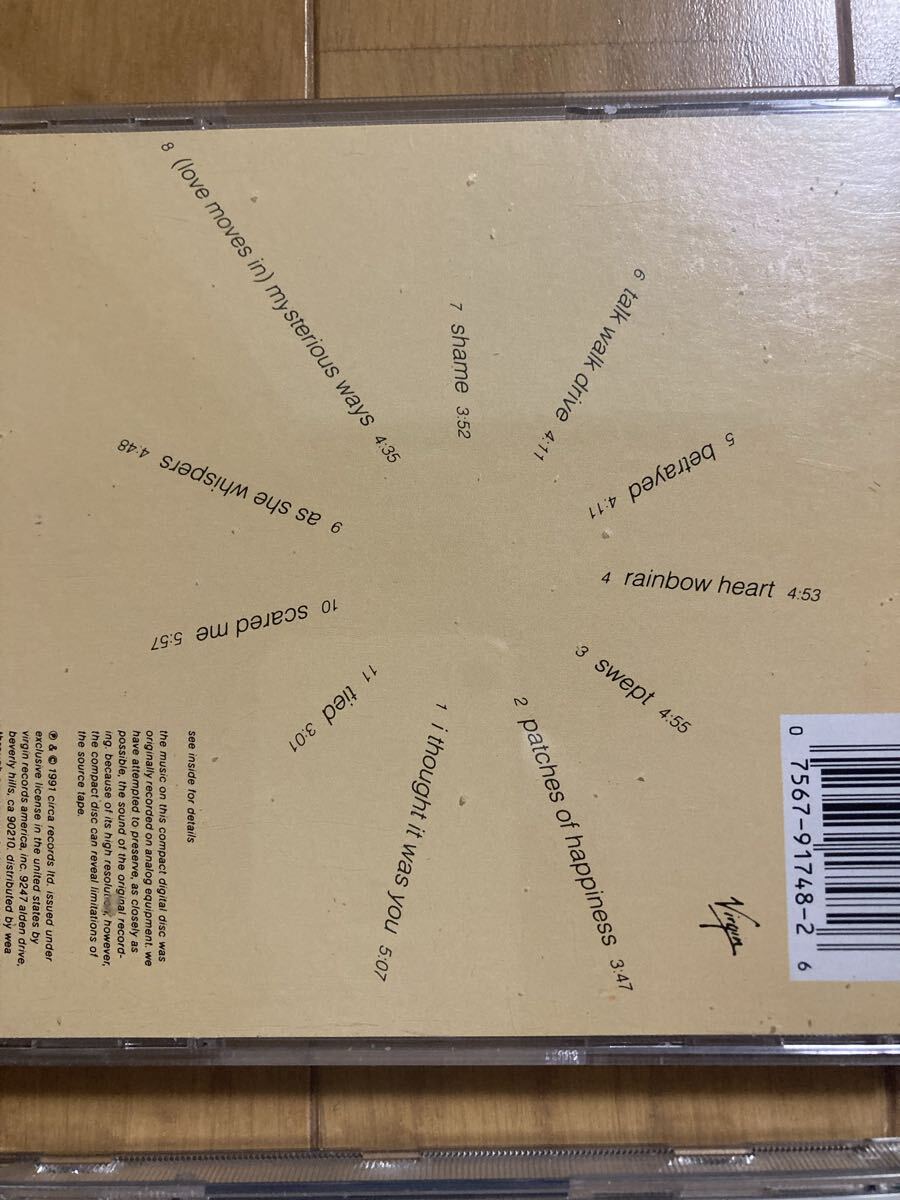 1 i thought it was you 5:07
2 patches of happiness 3:47
3 swept 4:55
4 rainbow heart 4:53
5 betrayed 4:11
6 talk walk drive 4:11
7 shame 3:52
8 (love moves in) mysterious ways 4:35
9 as she whispers 4:48
10 scared me 5:57
11 tied 3:01
see inside for details
the music on this compact digital disc was
originally recorded on analog equipment. we
have attempted to preserve, as closely as
possible, the sound of the original record-
ing. because of its high resolution, however,
the compact disc can reveal limitations of
the source tape.
℗ & © 1991 circa records ltd. issued under
exclusive license in the united states by
virgin records america, inc. 9247 alden drive,
beverly hills, ca 90210. distributed by wea
Virgin
0 7567-91748-2 6